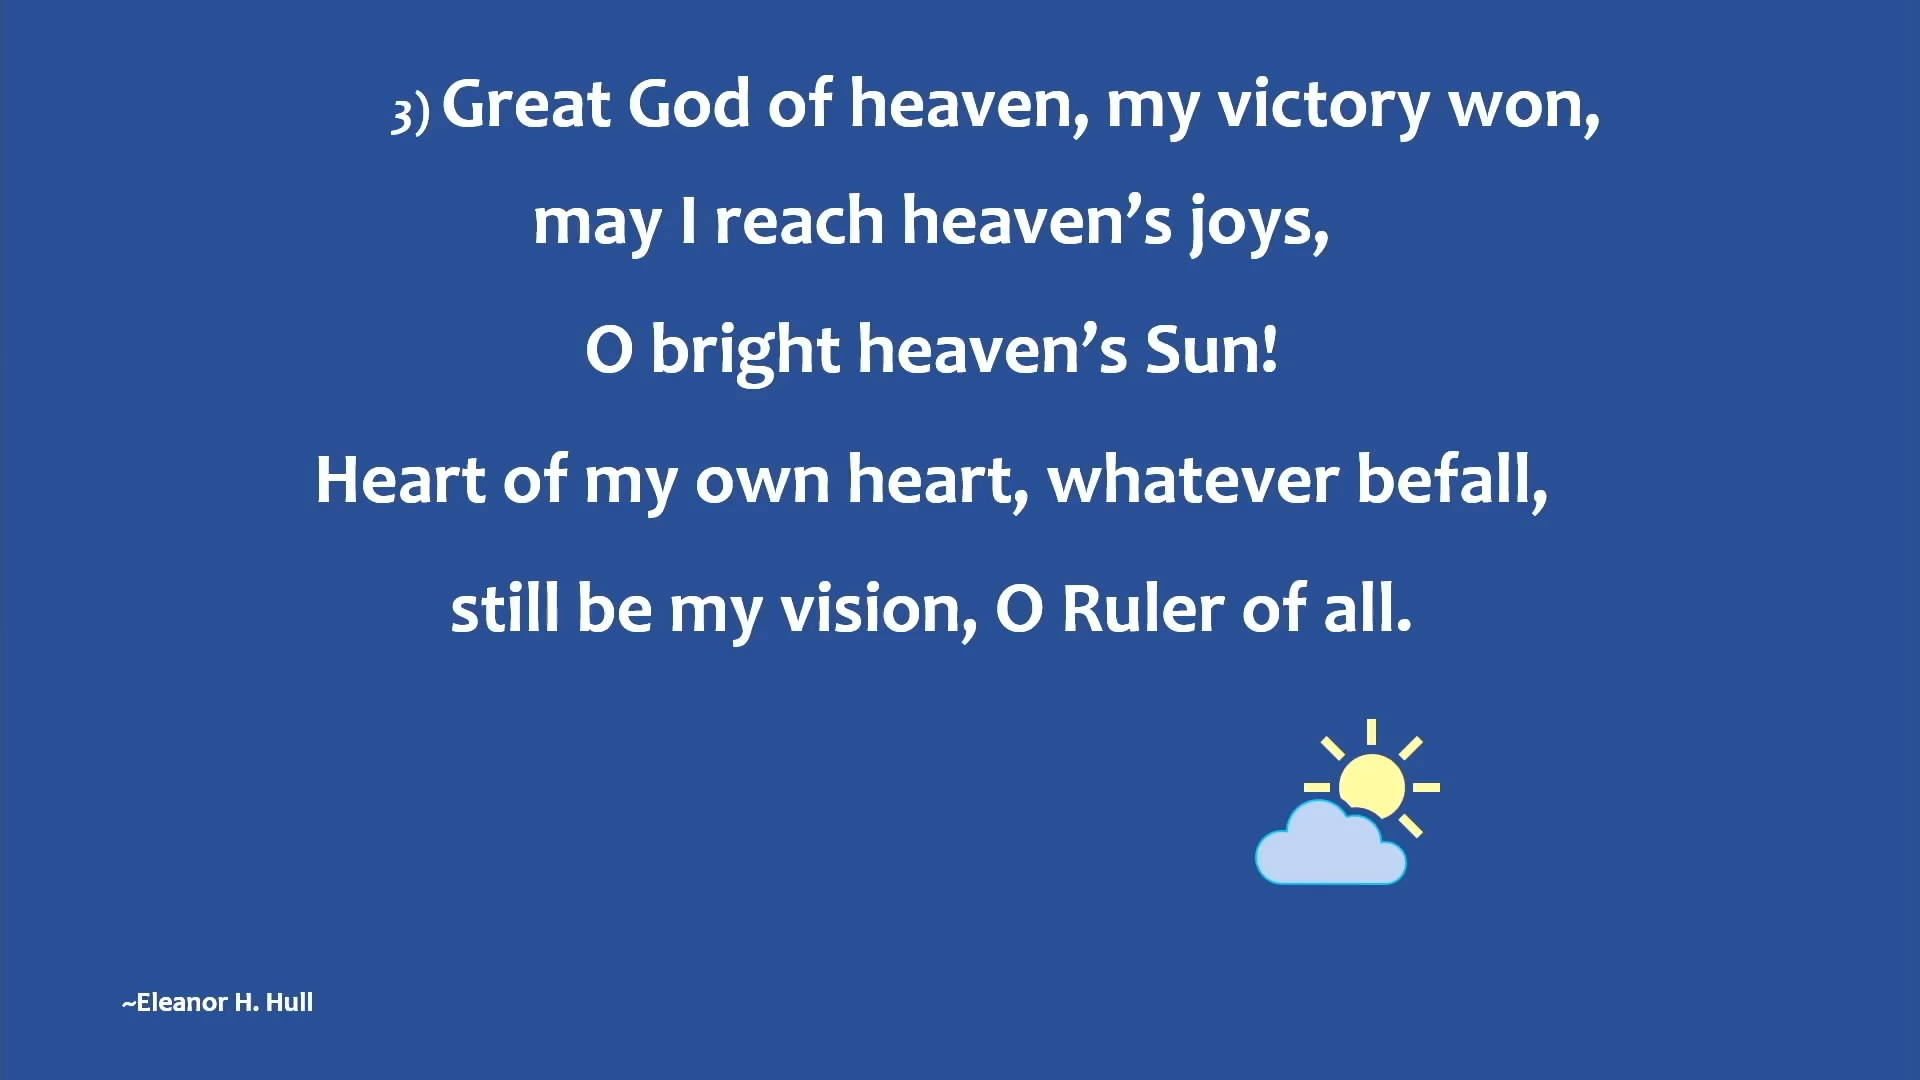 3) Great God of heaven, my victory won,
may I reach heaven’s joys,
O bright heaven’s Sun!
Heart of my own heart, whatever befall,
still be my vision, O Ruler of all.
~Eleanor H. Hull